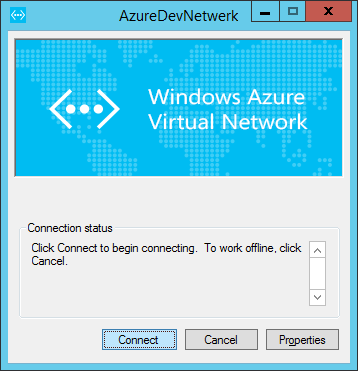 AzureDevNetwerk
Windows Azure
Virtual Network
Connection status
Click Connect to begin connecting. To work offline, click
Cancel.
Connect Cancel Properties